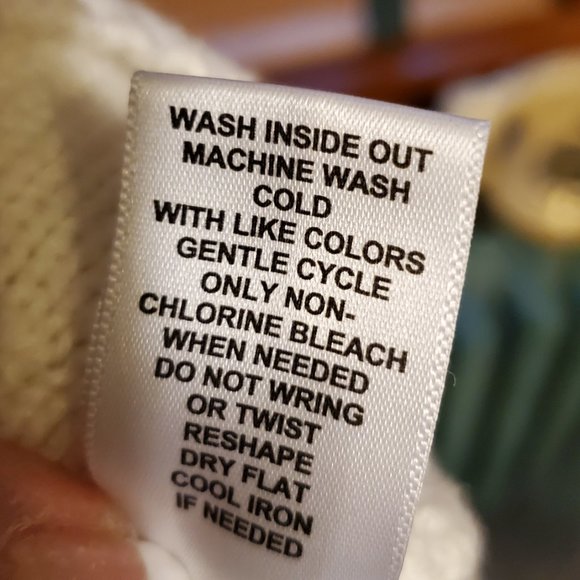 WASH INSIDE OUT
MACHINE WASH
COLD
WITH LIKE COLORS
GENTLE CYCLE
ONLY NON-
CHLORINE BLEACH
WHEN NEEDED
DO NOT WRING
OR TWIST
RESHAPE
DRY FLAT
COOL IRON
IF NEEDED